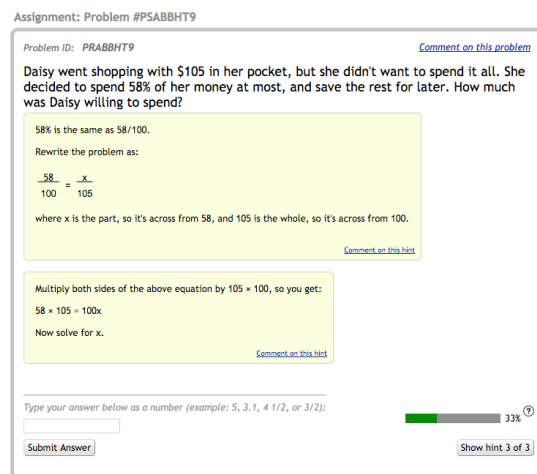 Assignment: Problem #PSABBHT9
Problem ID: PRABBHT9
Comment on this problem
Daisy went shopping with $105 in her pocket, but she didn't want to spend it all. She
decided to spend 58% of her money at most, and save the rest for later. How much
was Daisy willing to spend?
58% is the same as 58/100.
Rewrite the problem as:
58 = x
100 105
where x is the part, so it's across from 58, and 105 is the whole, so it's across from 100.
Comment on this hint
Multiply both sides of the above equation by 105 × 100, so you get:
58 × 105 = 100x
Now solve for x.
Comment on this hint
Type your answer below as a number (example: 5, 3.1, 4 1/2, or 3/2):
33% ?
Submit Answer
Show hint 3 of 3